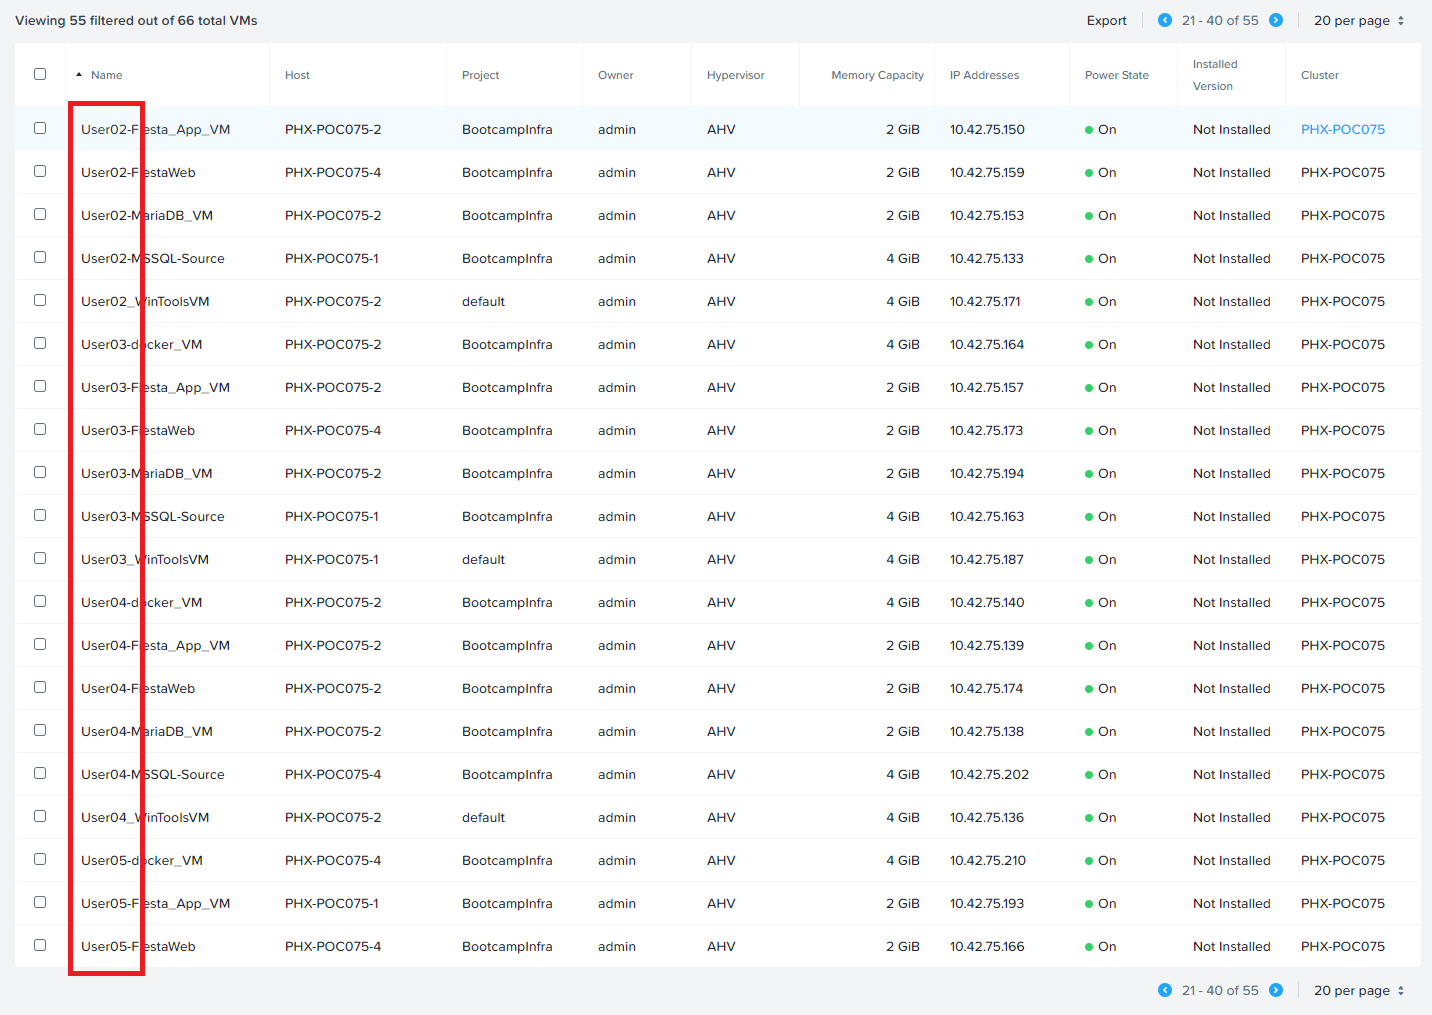 Viewing 55 filtered out of 66 total VMs Export 21 - 40 of 55 20 per page
Name Host Project Owner Hypervisor Memory Capacity IP Addresses Power State Installed Version Cluster
User02-Fiesta_App_VM PHX-POC075-2 BootcampInfra admin AHV 2 GiB 10.42.75.150 On Not Installed PHX-POC075
User02-FiestaWeb PHX-POC075-4 BootcampInfra admin AHV 2 GiB 10.42.75.159 On Not Installed PHX-POC075
User02-MariaDB_VM PHX-POC075-2 BootcampInfra admin AHV 2 GiB 10.42.75.153 On Not Installed PHX-POC075
User02-MSSQL-Source PHX-POC075-1 BootcampInfra admin AHV 4 GiB 10.42.75.133 On Not Installed PHX-POC075
User02_WinToolsVM PHX-POC075-2 default admin AHV 4 GiB 10.42.75.171 On Not Installed PHX-POC075
User03-docker_VM PHX-POC075-2 BootcampInfra admin AHV 4 GiB 10.42.75.164 On Not Installed PHX-POC075
User03-Fiesta_App_VM PHX-POC075-2 BootcampInfra admin AHV 2 GiB 10.42.75.157 On Not Installed PHX-POC075
User03-FiestaWeb PHX-POC075-4 BootcampInfra admin AHV 2 GiB 10.42.75.173 On Not Installed PHX-POC075
User03-MariaDB_VM PHX-POC075-2 BootcampInfra admin AHV 2 GiB 10.42.75.194 On Not Installed PHX-POC075
User03-MSSQL-Source PHX-POC075-1 BootcampInfra admin AHV 4 GiB 10.42.75.163 On Not Installed PHX-POC075
User03_WinToolsVM PHX-POC075-1 default admin AHV 4 GiB 10.42.75.187 On Not Installed PHX-POC075
User04-docker_VM PHX-POC075-2 BootcampInfra admin AHV 4 GiB 10.42.75.140 On Not Installed PHX-POC075
User04-Fiesta_App_VM PHX-POC075-2 BootcampInfra admin AHV 2 GiB 10.42.75.139 On Not Installed PHX-POC075
User04-FiestaWeb PHX-POC075-2 BootcampInfra admin AHV 2 GiB 10.42.75.174 On Not Installed PHX-POC075
User04-MariaDB_VM PHX-POC075-2 BootcampInfra admin AHV 2 GiB 10.42.75.138 On Not Installed PHX-POC075
User04-MSSQL-Source PHX-POC075-4 BootcampInfra admin AHV 4 GiB 10.42.75.202 On Not Installed PHX-POC075
User04_WinToolsVM PHX-POC075-2 default admin AHV 4 GiB 10.42.75.136 On Not Installed PHX-POC075
User05-docker_VM PHX-POC075-4 BootcampInfra admin AHV 4 GiB 10.42.75.210 On Not Installed PHX-POC075
User05-Fiesta_App_VM PHX-POC075-1 BootcampInfra admin AHV 2 GiB 10.42.75.193 On Not Installed PHX-POC075
User05-FiestaWeb PHX-POC075-4 BootcampInfra admin AHV 2 GiB 10.42.75.166 On Not Installed PHX-POC075
21 - 40 of 55 20 per page